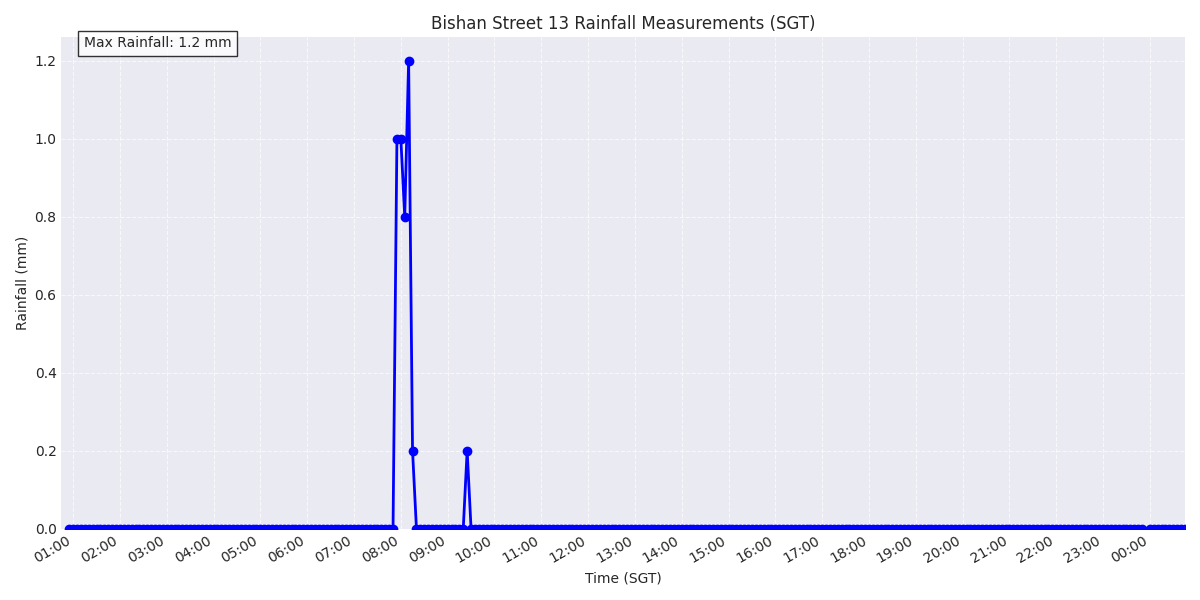 Bishan Street 13 Rainfall Measurements (SGT)
Max Rainfall: 1.2 mm
1.2
1.0
0.8
0.6
0.4
0.2
0.0
Rainfall (mm)
01:00 02:00 03:00 04:00 05:00 06:00 07:00 08:00 09:00 10:00 11:00 12:00 13:00 14:00 15:00 16:00 17:00 18:00 19:00 20:00 21:00 22:00 23:00 00:00
Time (SGT)